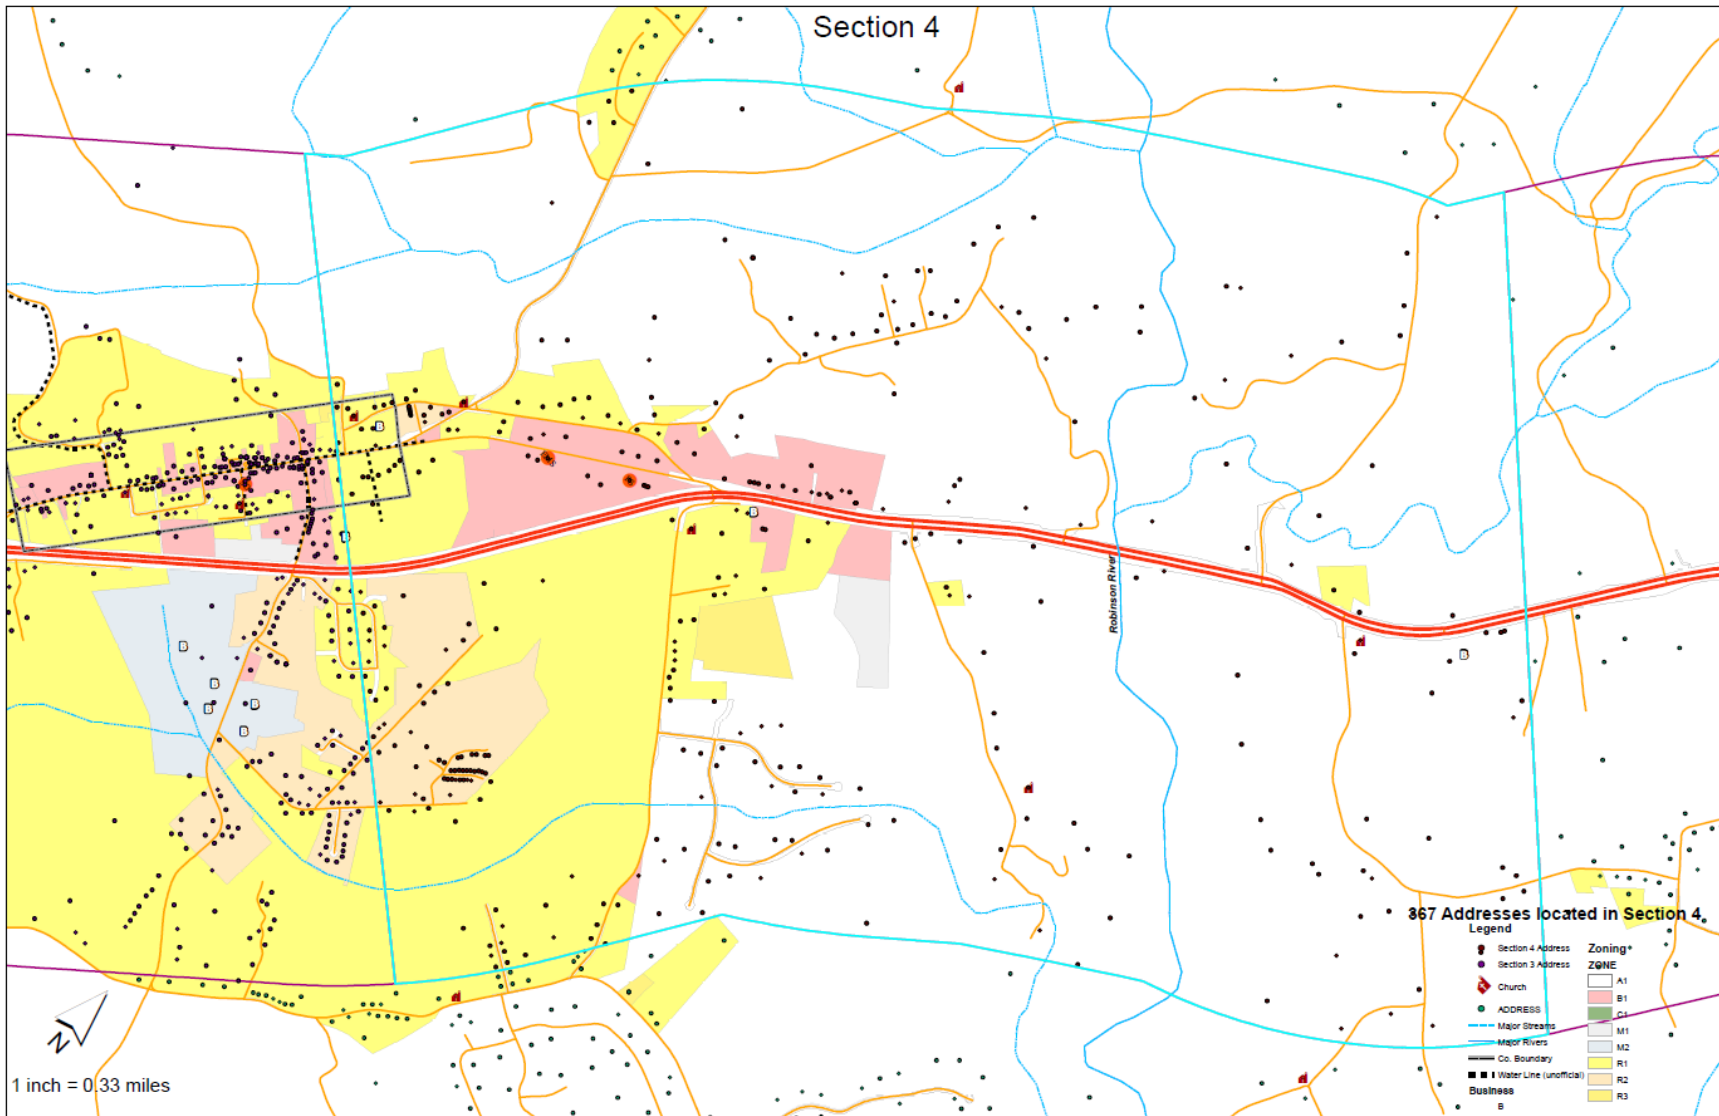 Section 4
B
B
B
Robinson River
B
B
B
B
B
B
367 Addresses located in Section 4
Legend
Section 4 Address
Section 3 Address
Church
ADDRESS
Major Streams
Major Rivers
Co. Boundary
Water Line (unofficial)
Business
B
Zoning
ZONE
A1
B1
C1
M1
M2
R1
R2
R3
N
1 inch = 0.33 miles